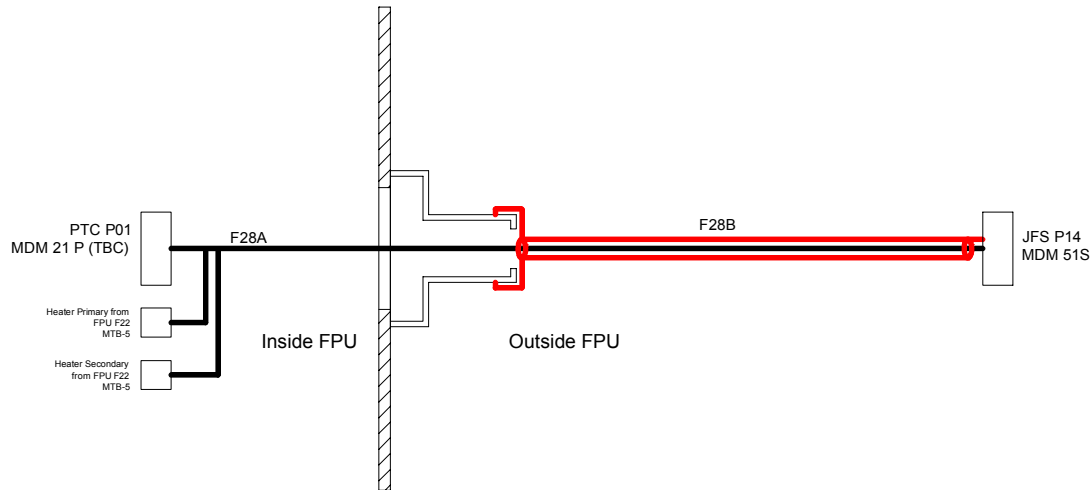 F28A
F28B
PTC P01
MDM 21 P (TBC)
JFS P14
MDM 51S
Heater Primary from
FPU F22
MTB-5
Inside FPU
Outside FPU
Heater Secondary
from FPU F22
MTB-5